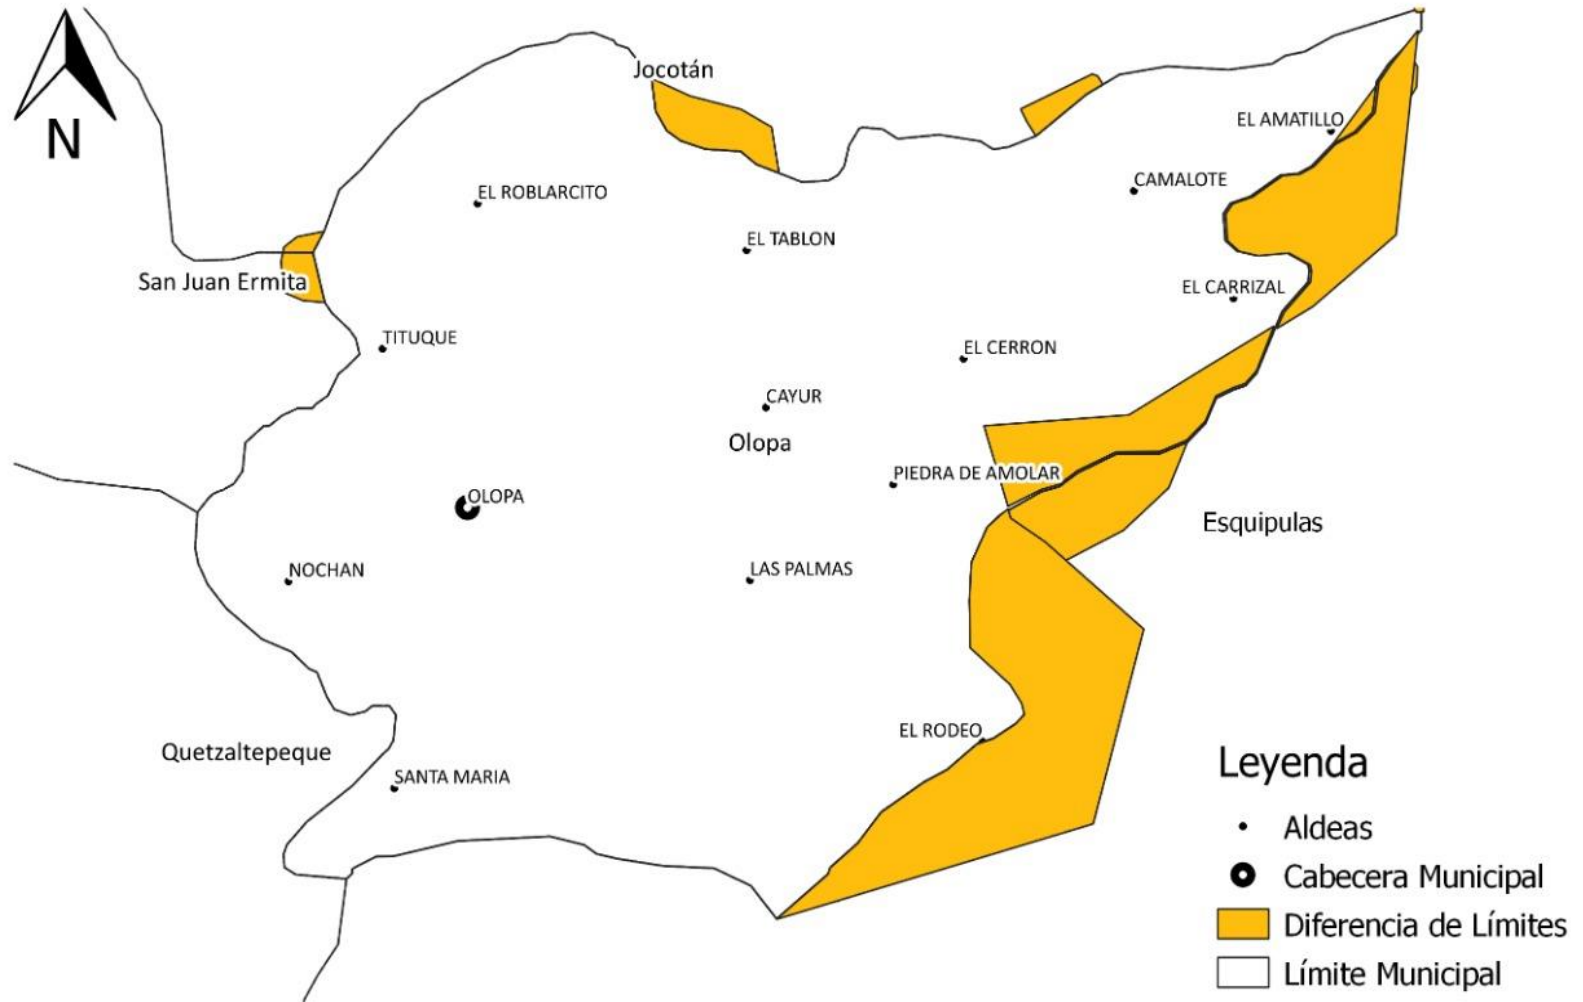 Jocotán
EL AMATILLO
N
CAMALOTE
EL ROBLARCITO
EL TABLON
San Juan Ermita
EL CARRIZAL
TITUQUE
EL CERRON
CAYUR
Olopa
PIEDRA DE AMOLAR
OLOPA
Esquipulas
NOCHAN
LAS PALMAS
EL RODEO
Quetzaltepeque
SANTA MARIA
Leyenda
Aldeas
Cabecera Municipal
Diferencia de Límites
Límite Municipal